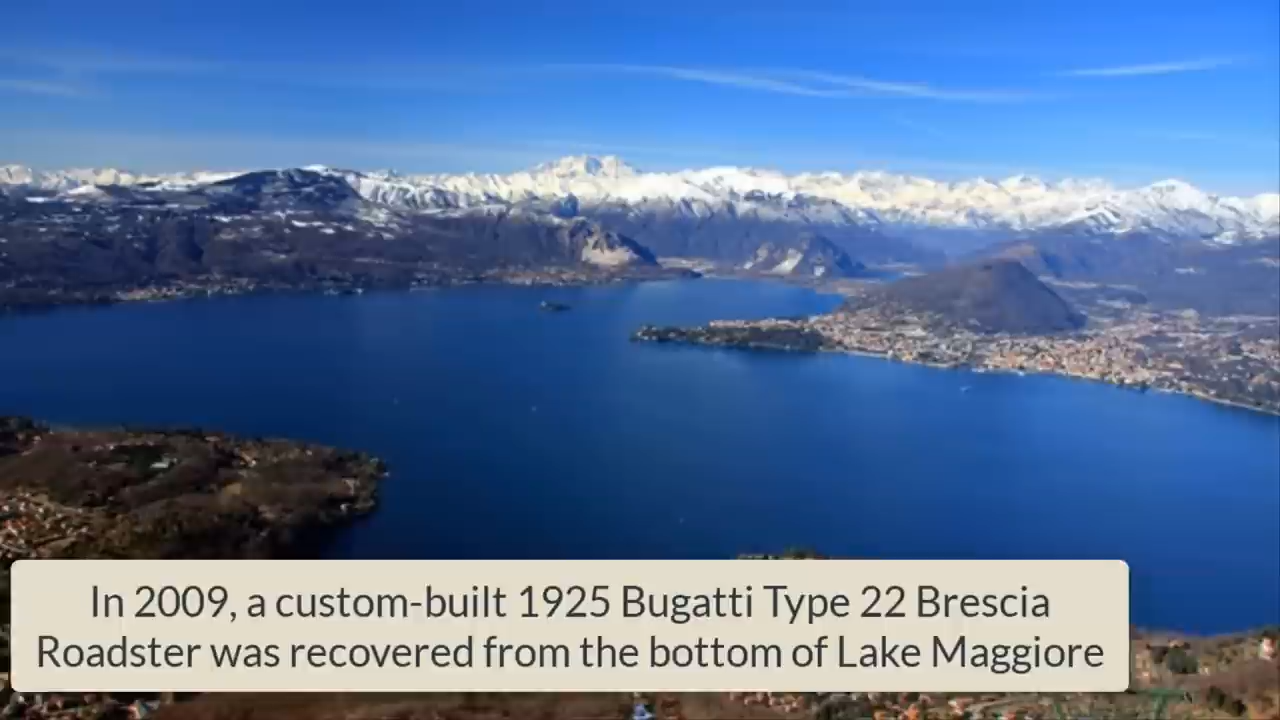 In 2009, a custom-built 1925 Bugatti Type 22 Brescia
Roadster was recovered from the bottom of Lake Maggiore